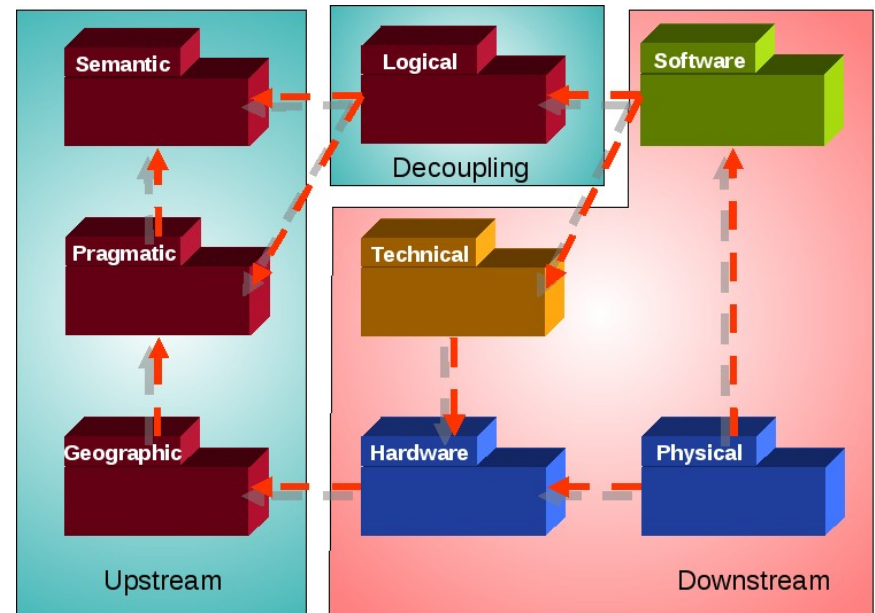 Semantic
Logical
Software
Decoupling
Pragmatic
Technical
Geographic
Hardware
Physical
Upstream
Downstream